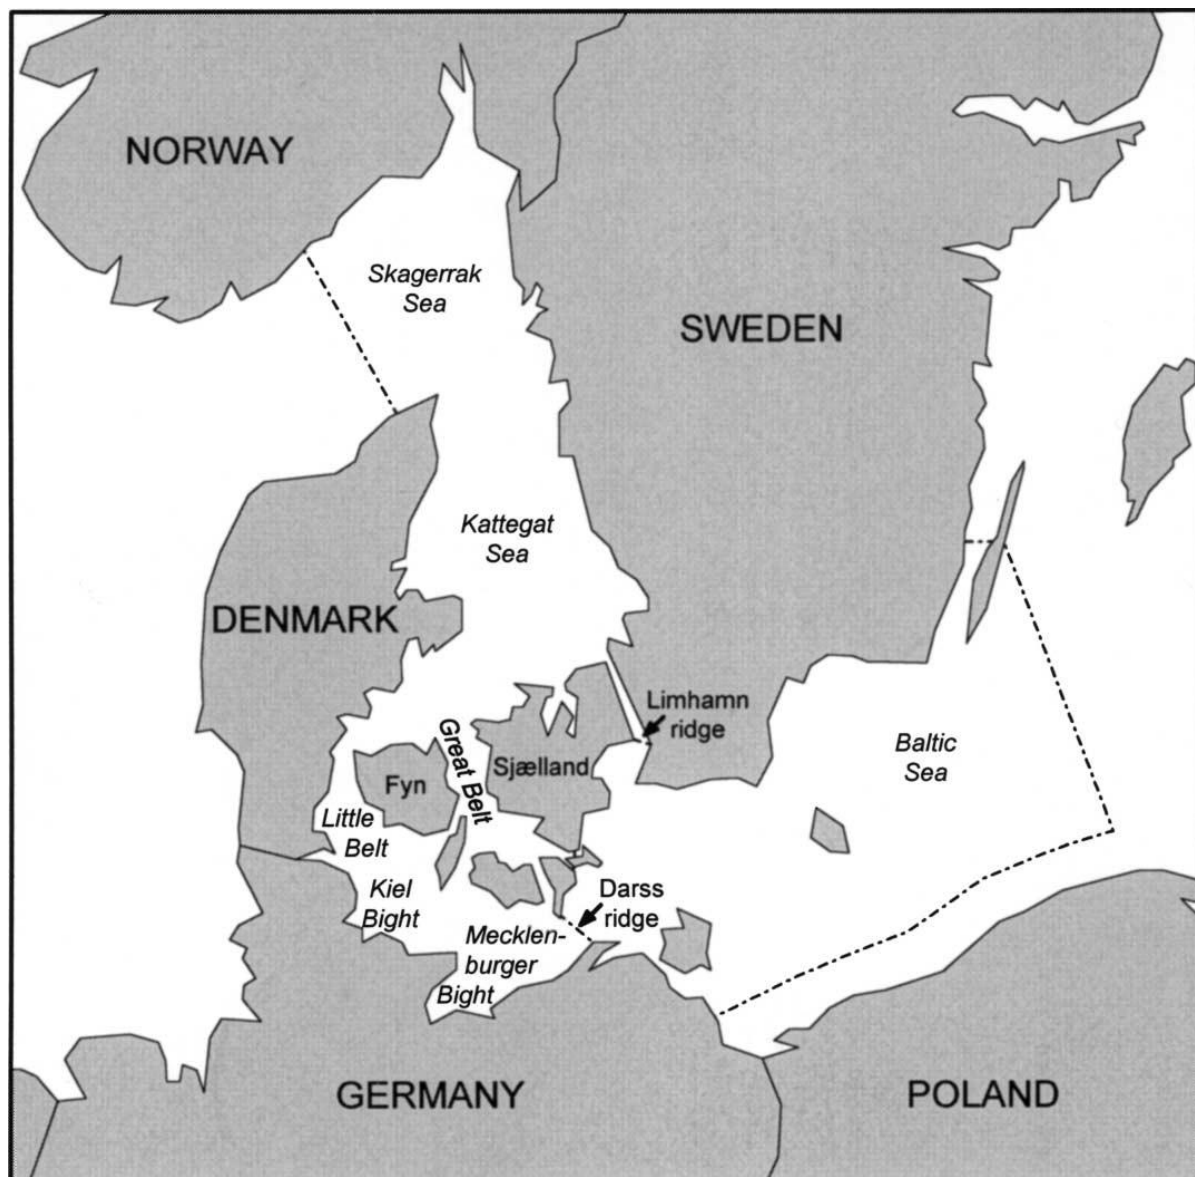 NORWAY
Skagerrak
Sea
SWEDEN
Kattegat
Sea
DENMARK
Limhamn
ridge
Great Belt
Sjælland
Baltic
Sea
Fyn
Little
Belt
Kiel
Bight
Darss
ridge
Mecklen-
burger
Bight
GERMANY
POLAND